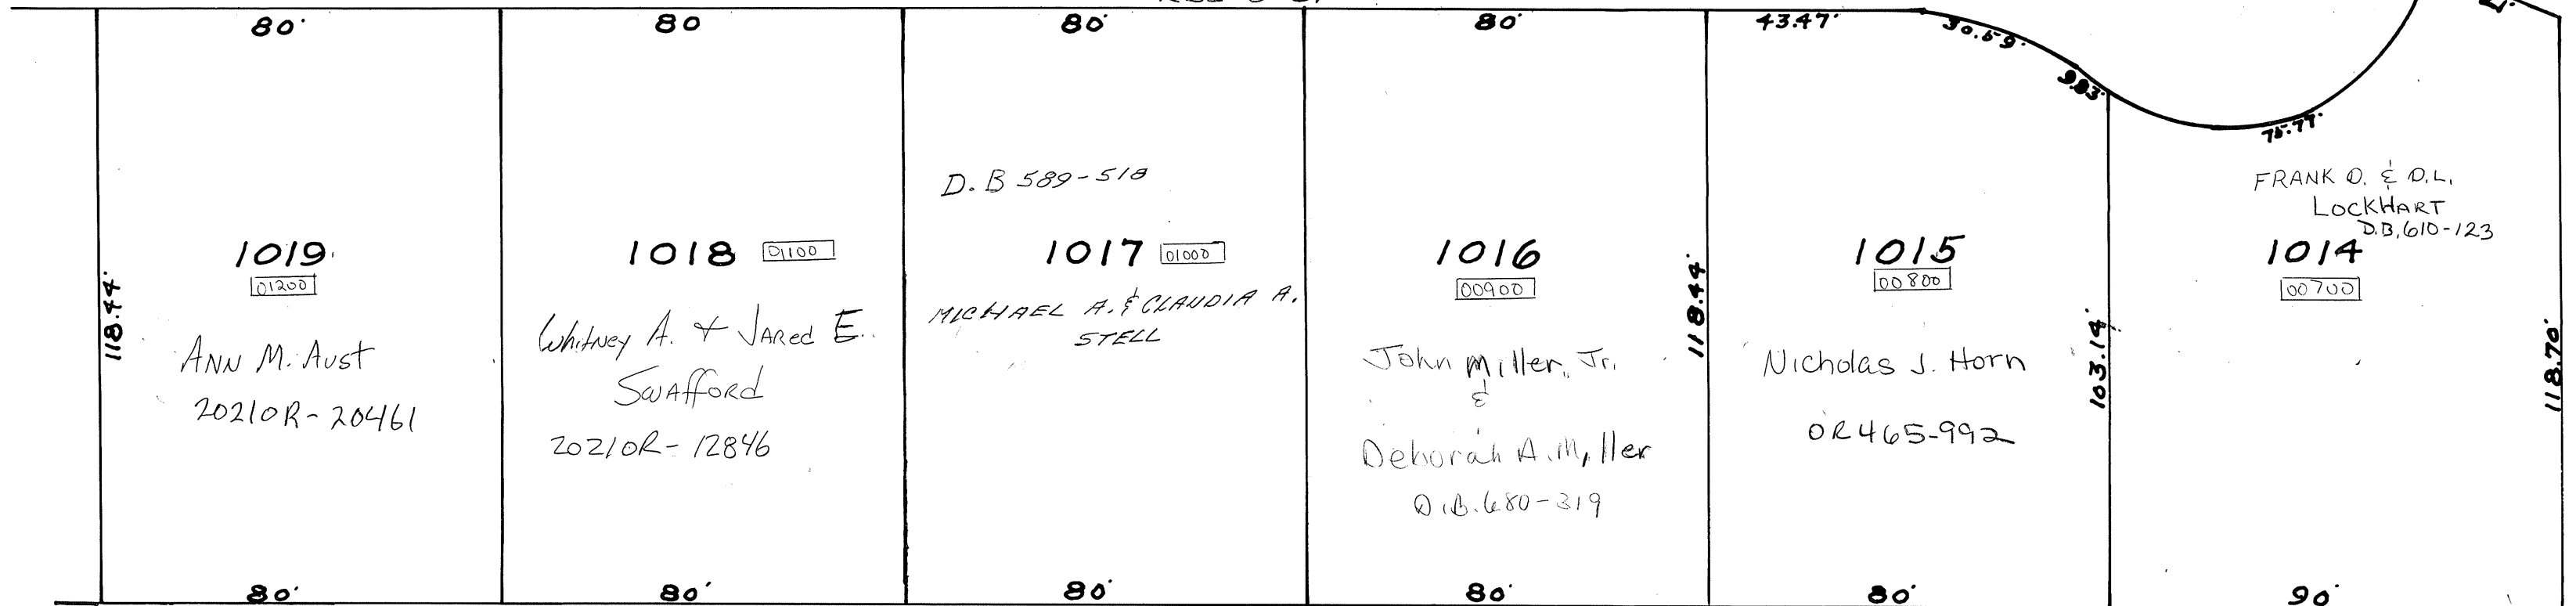 80'
80
80'
80'
43.47'
30.59'
9.83'
75.77'
118.44'
1019
01200
ANN M. AUST
2021OR-20461
80'
1018 01100
Whitney A. + JAREd E.
SWAFFORD
2021OR-12846
80'
D.B 589-518
1017 01000
MICHAEL A. & CLAUDIA A.
STELL
80'
1016
00900
John Miller, Jr.
&
Deborah A. Miller
D.B. 680-319
80'
118.44'
1015
00800
Nicholas J. Horn
OR465-992
80'
103.14'
FRANK D. & D.L.
LOCKHART
D.B. 610-123
1014
00700
118.70'
90'